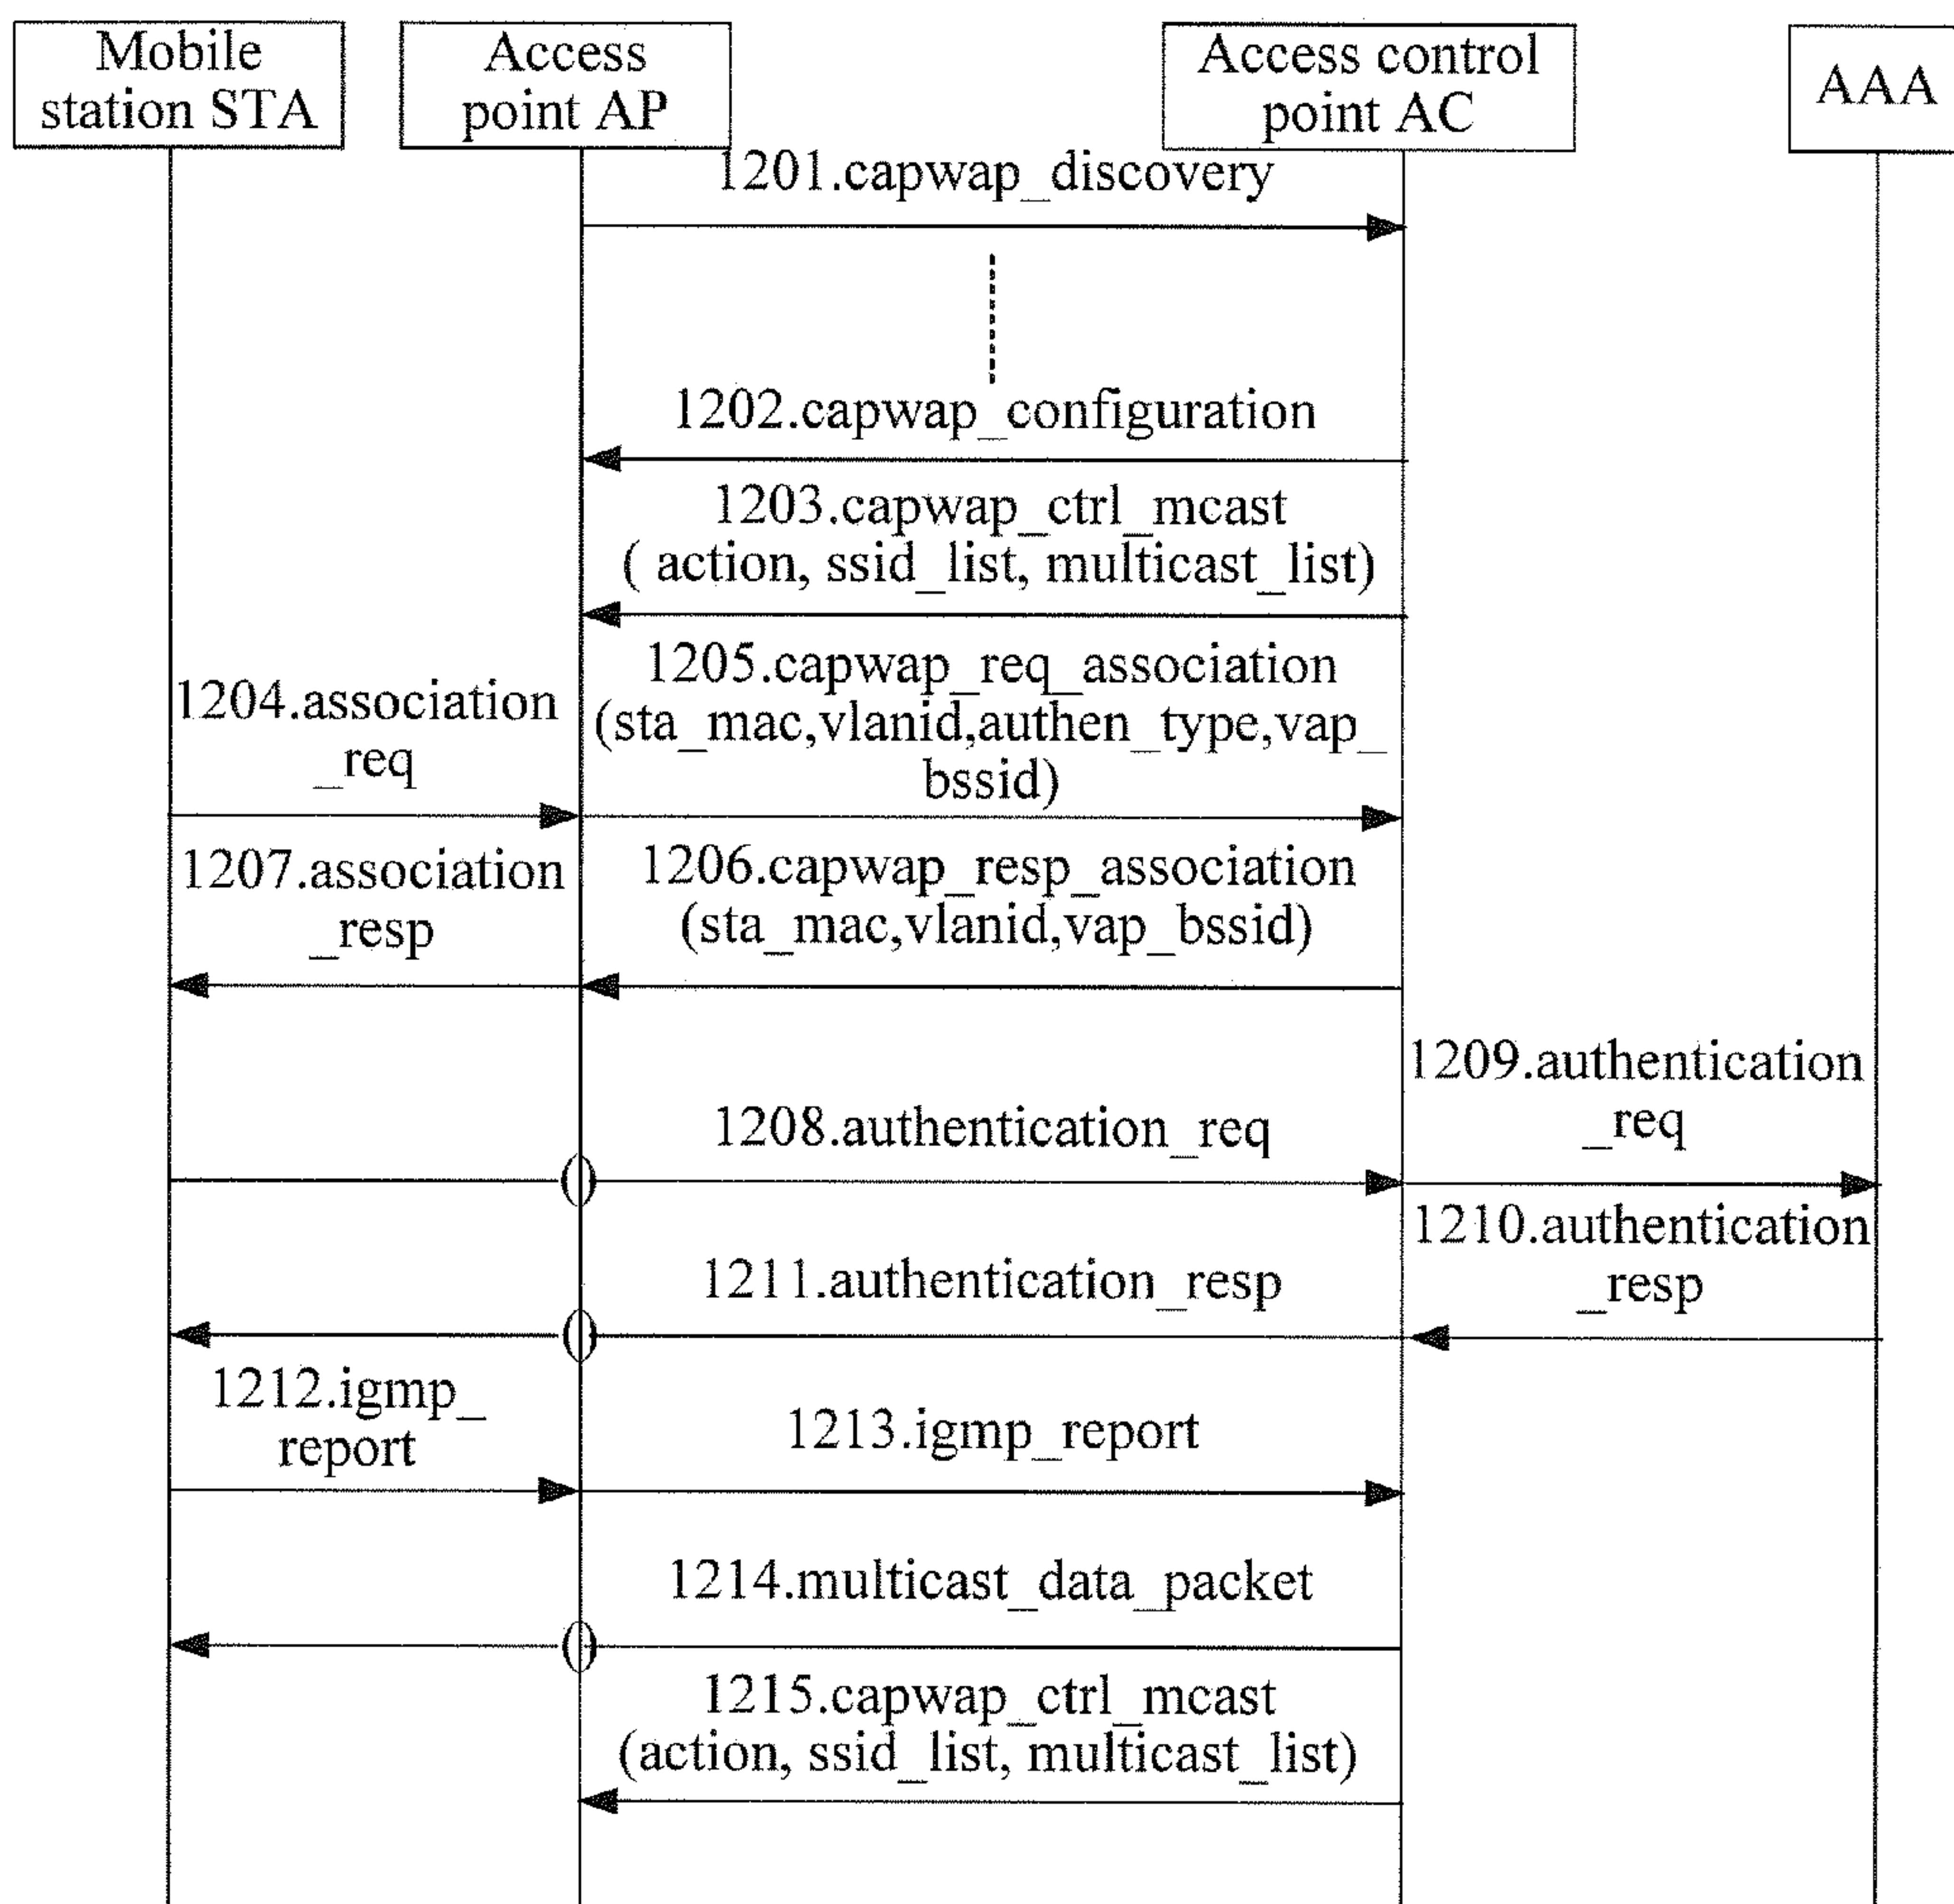 Mobile
station STA
Access
point AP
Access control
point AC
AAA
1201.capwap_discovery
1202.capwap_configuration
1203.capwap_ctrl_mcast
( action, ssid_list, multicast_list)
1204.association
_req
1205.capwap_req_association
(sta_mac,vlanid,authen_type,vap_
bssid)
1207.association
_resp
1206.capwap_resp_association
(sta_mac,vlanid,vap_bssid)
1208.authentication_req
1209.authentication
_req
1210.authentication
_resp
1211.authentication_resp
1212.igmp_
report
1213.igmp_report
1214.multicast_data_packet
1215.capwap_ctrl_mcast
(action, ssid_list, multicast_list)